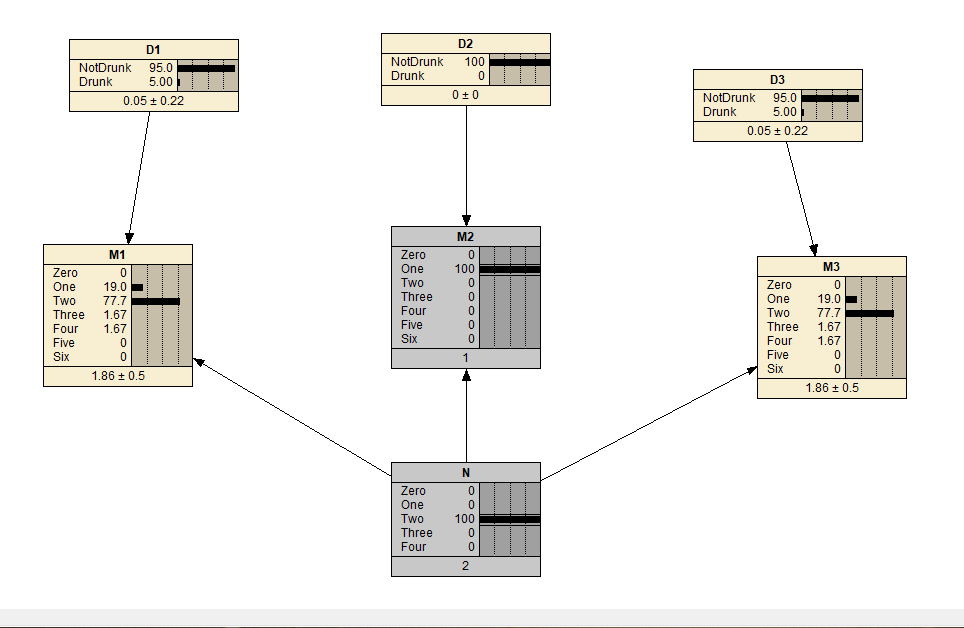 D1
NotDrunk 95.0
Drunk 5.00
0.05 ± 0.22
D2
NotDrunk 100
Drunk 0
0 ± 0
D3
NotDrunk 95.0
Drunk 5.00
0.05 ± 0.22
M1
Zero 0
One 19.0
Two 77.7
Three 1.67
Four 1.67
Five 0
Six 0
1.86 ± 0.5
M2
Zero 0
One 100
Two 0
Three 0
Four 0
Five 0
Six 0
1
M3
Zero 0
One 19.0
Two 77.7
Three 1.67
Four 1.67
Five 0
Six 0
1.86 ± 0.5
N
Zero 0
One 0
Two 100
Three 0
Four 0
2